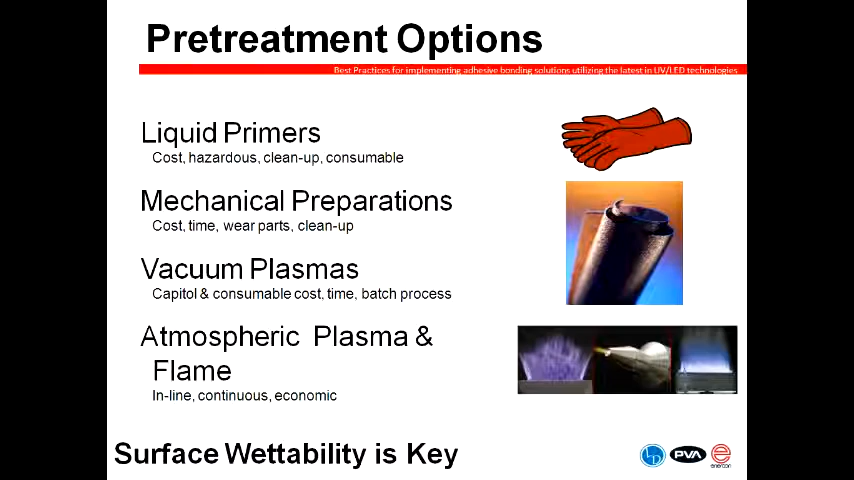 Pretreatment Options
Best Practices for implementing adhesive bonding solutions utilizing the latest in UV/LED technologies
Liquid Primers
Cost, hazardous, clean-up, consumable
Mechanical Preparations
Cost, time, wear parts, clean-up
Vacuum Plasmas
Capitol & consumable cost, time, batch process
Atmospheric Plasma &
Flame
In-line, continuous, economic
Surface Wettability is Key
LD
PVA
enercon